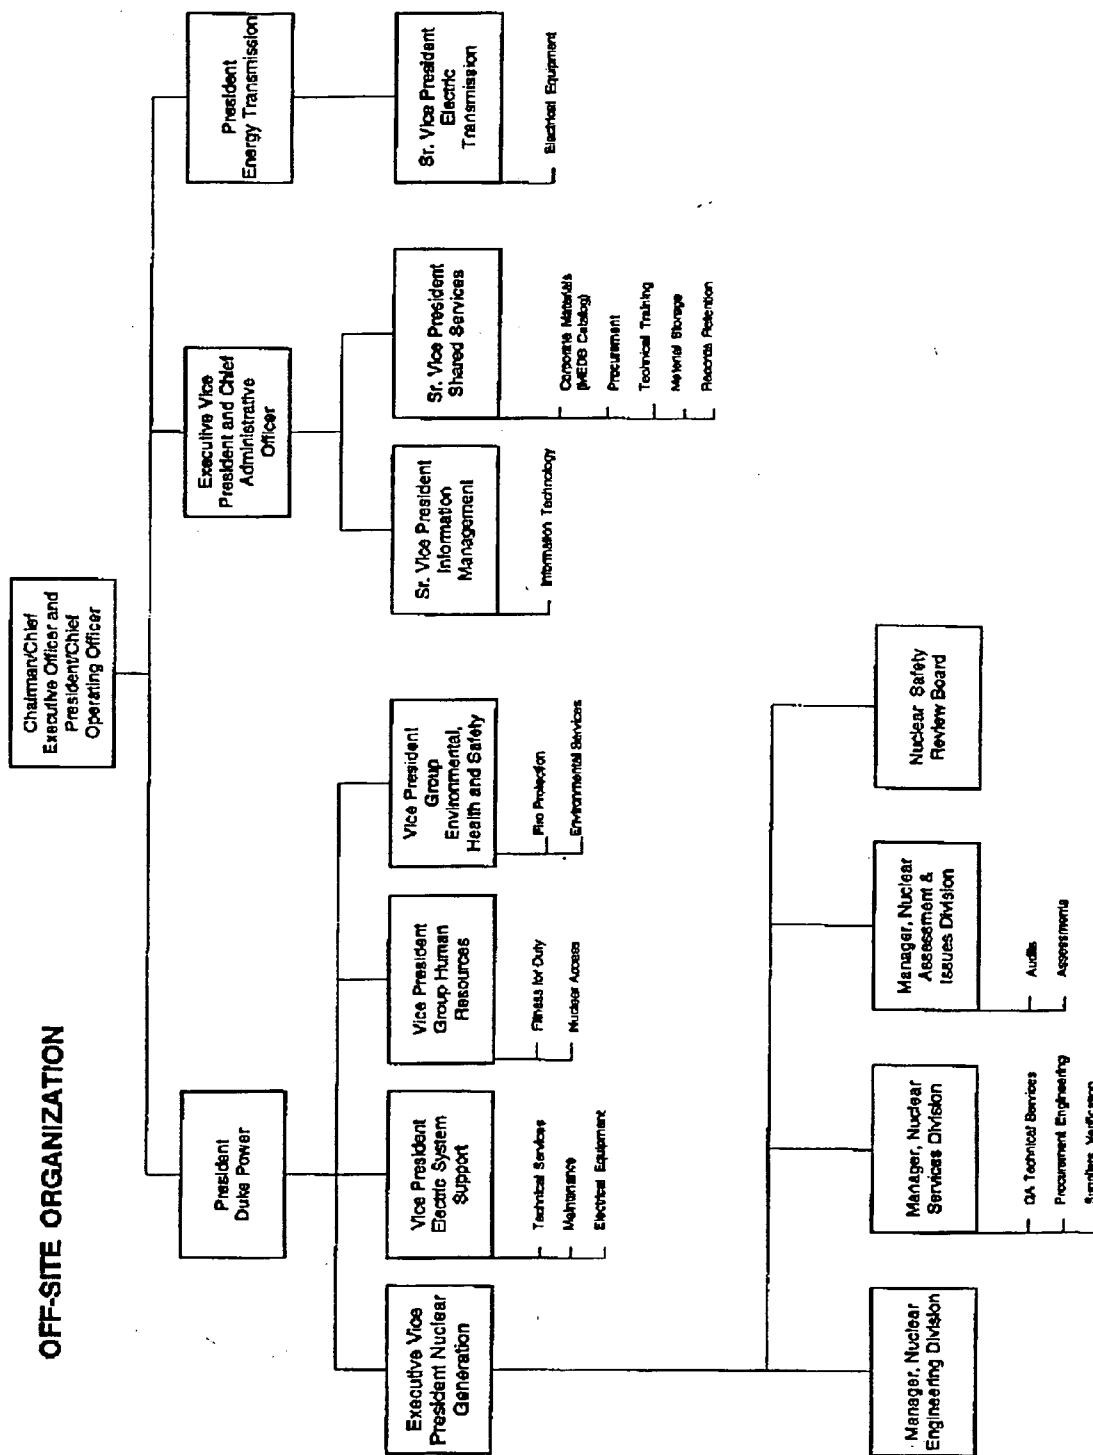 OFF-SITE ORGANIZATION
Chairman/Chief
Executive Officer and
President/Chief
Operating Officer
President
Duke Power
Executive Vice
President and Chief
Administrative
Officer
President
Energy Transmission
Executive Vice
President Nuclear
Generation
Vice President
Electric System
Support
Technical Services
Maintenance
Electrical Equipment
Vice President
Group Human
Resources
Fitness for Duty
Nuclear Access
Vice President
Group
Environmental,
Health and Safety
Fire Protection
Environmental Services
Sr. Vice President
Information
Management
Information Technology
Sr. Vice President
Shared Services
Corporate Materials
(MEDB Catalog)
Procurement
Technical Training
Material Storage
Records Retention
Sr. Vice President
Electric
Transmission
Electrical Equipment
Manager, Nuclear
Engineering Division
Manager, Nuclear
Services Division
QA Technical Services
Procurement Engineering
Supplier Verification
Manager, Nuclear
Assessment &
Issues Division
Audits
Assessments
Nuclear Safety
Review Board